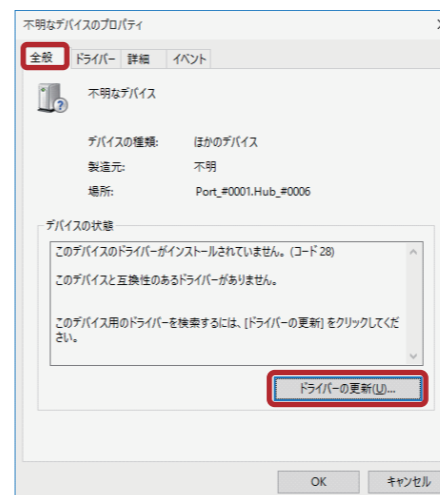 不明なデバイスのプロパティ
全般 ドライバー 詳細 イベント
不明なデバイス
デバイスの種類: ほかのデバイス
製造元: 不明
場所: Port_#0001.Hub_#0006
デバイスの状態
このデバイスのドライバーがインストールされていません。 (コード 28)
このデバイスと互換性のあるドライバーがありません。
このデバイス用のドライバーを検索するには、[ドライバーの更新] をクリックしてくだ
さい。
ドライバーの更新(U)...
OK キャンセル